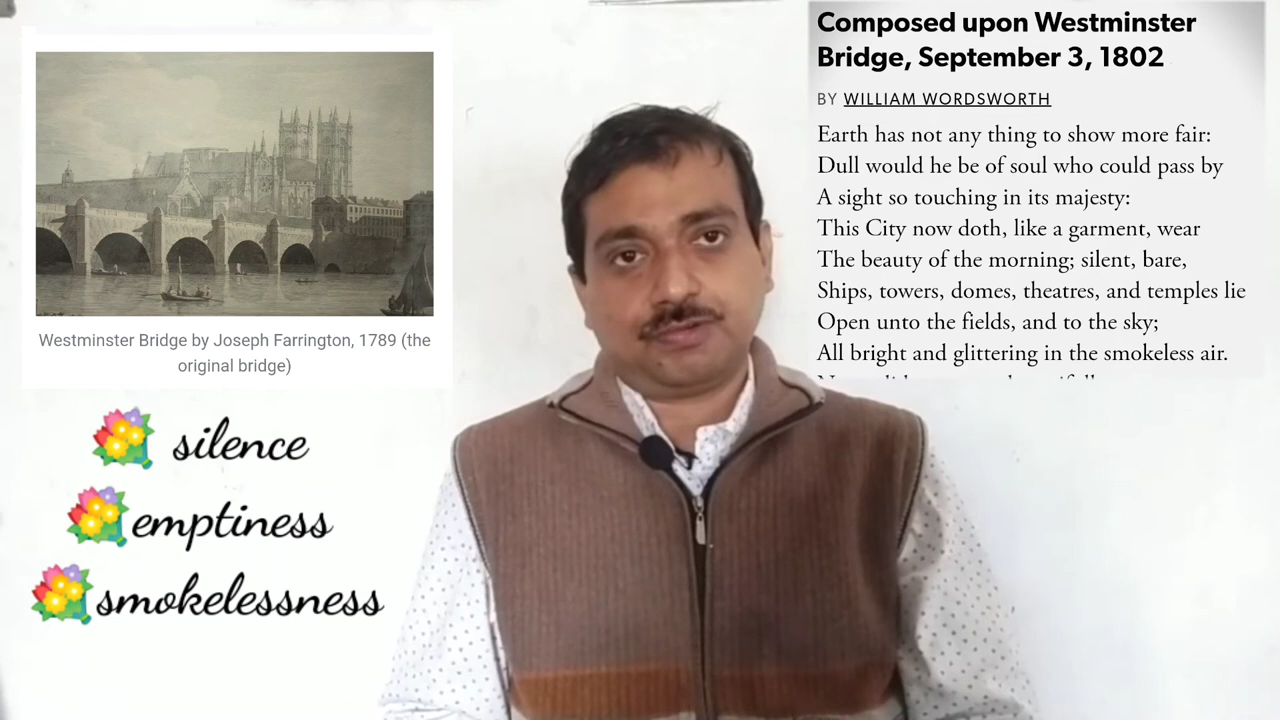 Westminster Bridge by Joseph Farrington, 1789 (the
original bridge)
silence
emptiness
smokelessness
Composed upon Westminster
Bridge, September 3, 1802
BY WILLIAM WORDSWORTH
Earth has not any thing to show more fair:
Dull would he be of soul who could pass by
A sight so touching in its majesty:
This City now doth, like a garment, wear
The beauty of the morning; silent, bare,
Ships, towers, domes, theatres, and temples lie
Open unto the fields, and to the sky;
All bright and glittering in the smokeless air.